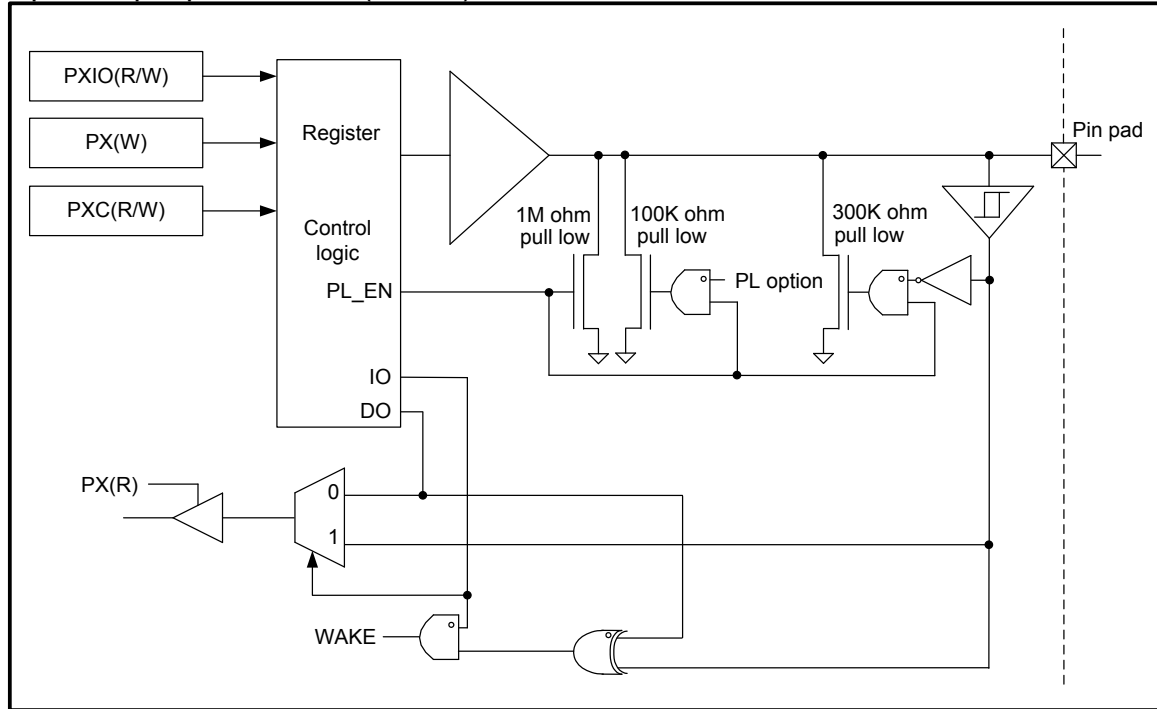 PXIO(R/W)
PX(W)
PXC(R/W)
Register
Control
logic
PL_EN
IO
DO
1M ohm
pull low
100K ohm
pull low
PL option
300K ohm
pull low
Pin pad
PX(R)
0
1
WAKE